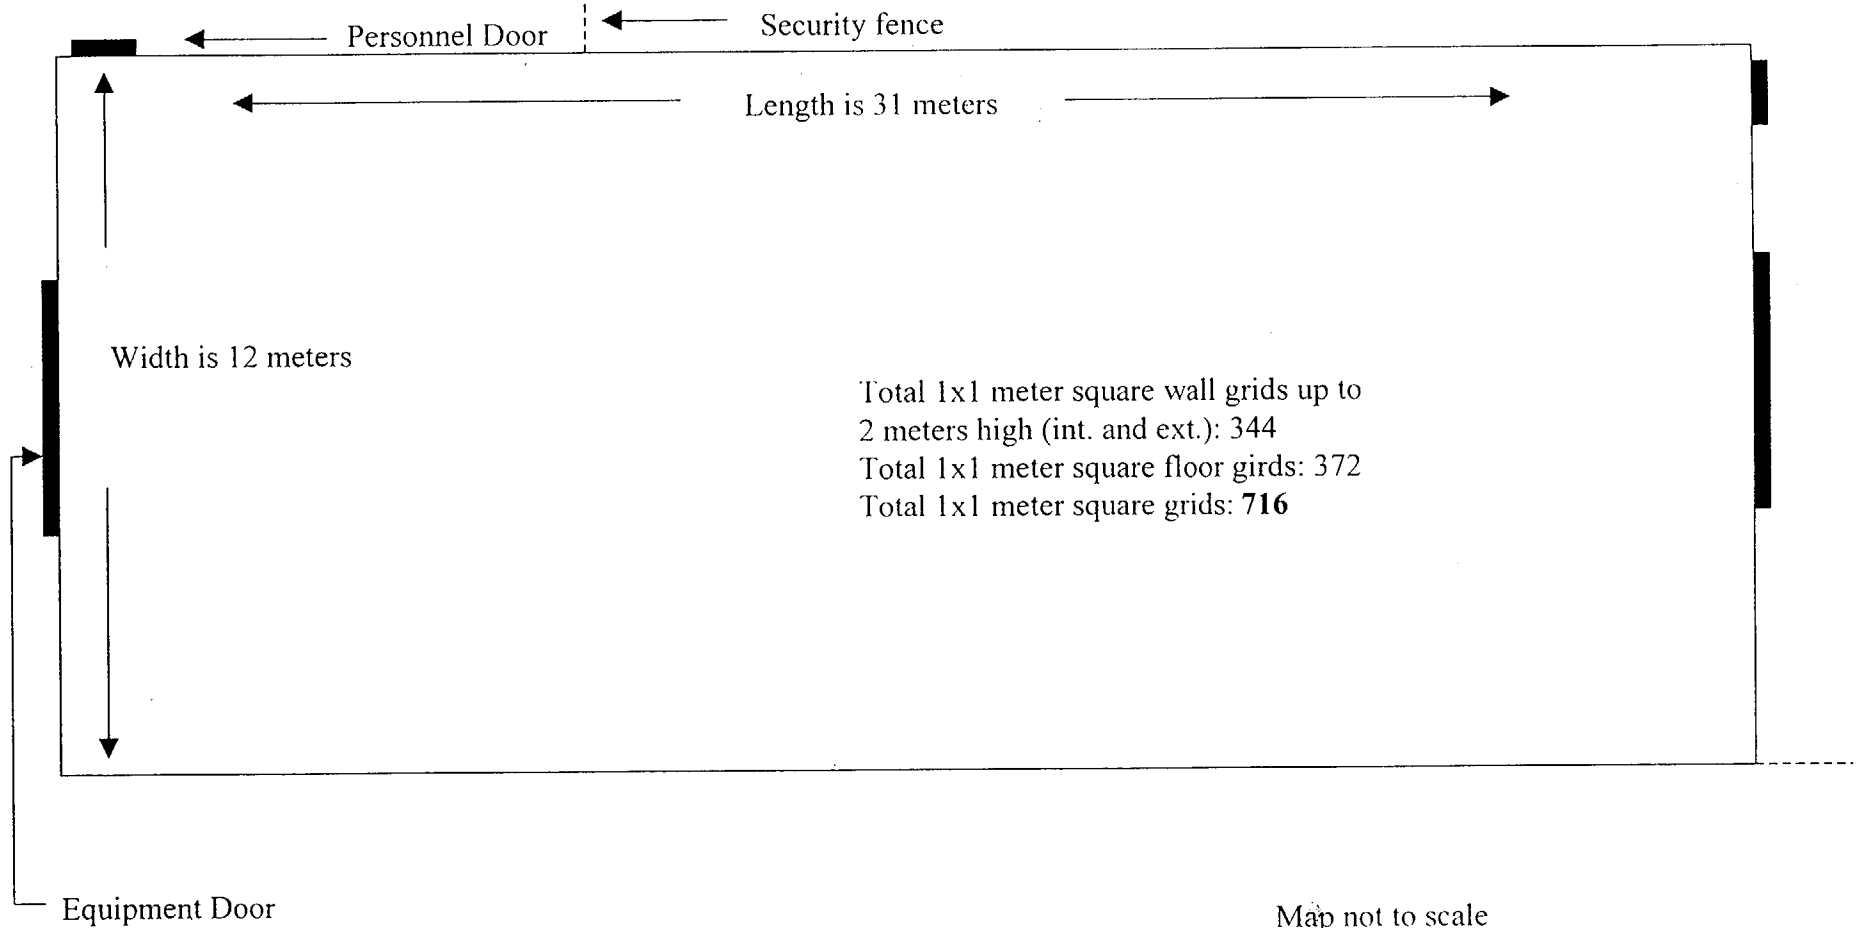 Security fence
Personnel Door
Length is 31 meters
Width is 12 meters
Total 1x1 meter square wall grids up to
2 meters high (int. and ext.): 344
Total 1x1 meter square floor girds: 372
Total 1x1 meter square grids: 716
Equipment Door
Map not to scale